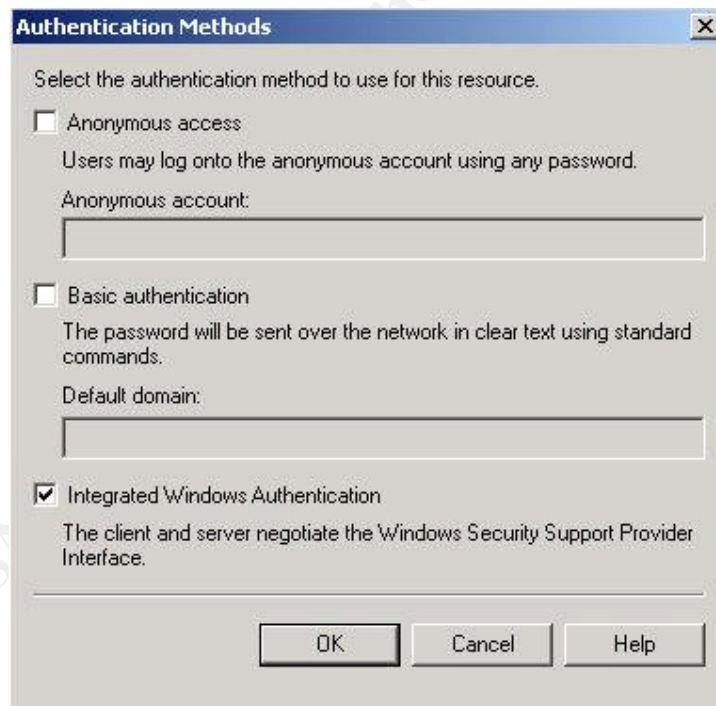 Authentication Methods
Select the authentication method to use for this resource.
Anonymous access
Users may log onto the anonymous account using any password.
Anonymous account:
Basic authentication
The password will be sent over the network in clear text using standard
commands.
Default domain:
Integrated Windows Authentication
The client and server negotiate the Windows Security Support Provider
Interface.
OK Cancel Help